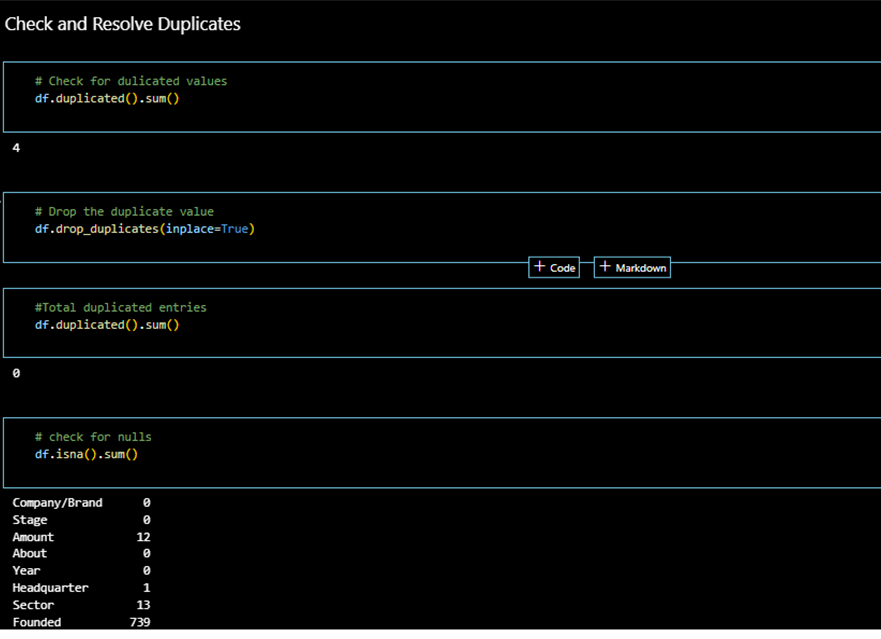 Check and Resolve Duplicates
# Check for dulicated values
df.duplicated().sum()
4
# Drop the duplicate value
df.drop_duplicates(inplace=True)
+ Code + Markdown
#Total duplicated entries
df.duplicated().sum()
0
# check for nulls
df.isna().sum()
Company/Brand 0
Stage 0
Amount 12
About 0
Year 0
Headquarter 1
Sector 13
Founded 739